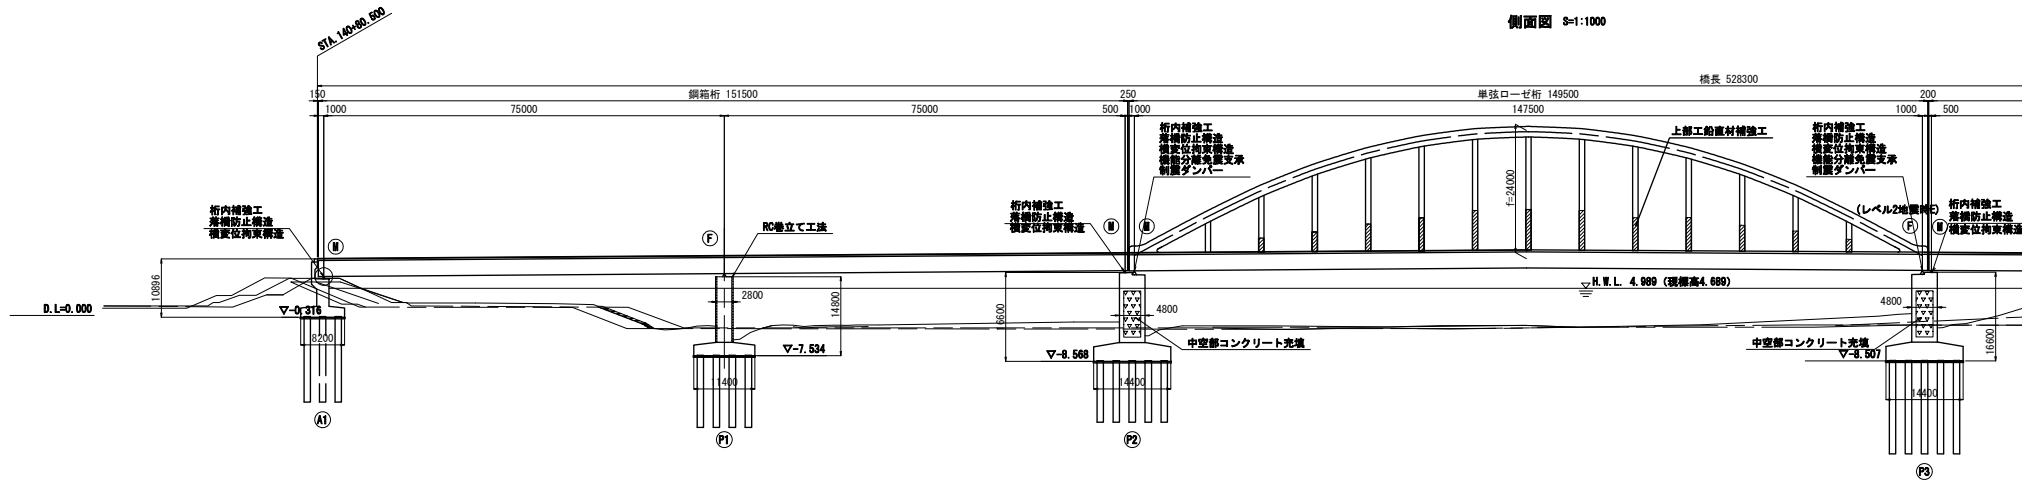 側面図 S=1:1000
STA.140+80.500
橋長 528300
150
鋼箱桁 151500
250
単弦ローゼ桁 149500
200
1000
75000
75000
500
1000
147500
1000
500
桁内補強工
落橋防止構造
横変位拘束構造
機能分離免震支承
制震ダンパー
上部工鉛直材補強工
桁内補強工
落橋防止構造
横変位拘束構造
機能分離免震支承
制震ダンパー
f=24000
桁内補強工
落橋防止構造
横変位拘束構造
M
F
RC巻立て工法
桁内補強工
落橋防止構造
横変位拘束構造
M
M
(レベル2地震時E)
F
M
桁内補強工
落橋防止構造
横変位拘束構造
10896
D.L=0.000
▽-0.316
8200
2800
14800
▽-7.534
11400
6600
4800
▽-8.568
中空部コンクリート充填
14400
▽H.W.L. 4.989 (現標高4.689)
4800
中空部コンクリート充填
▽-8.507
16600
14400
A1
P1
P2
P3